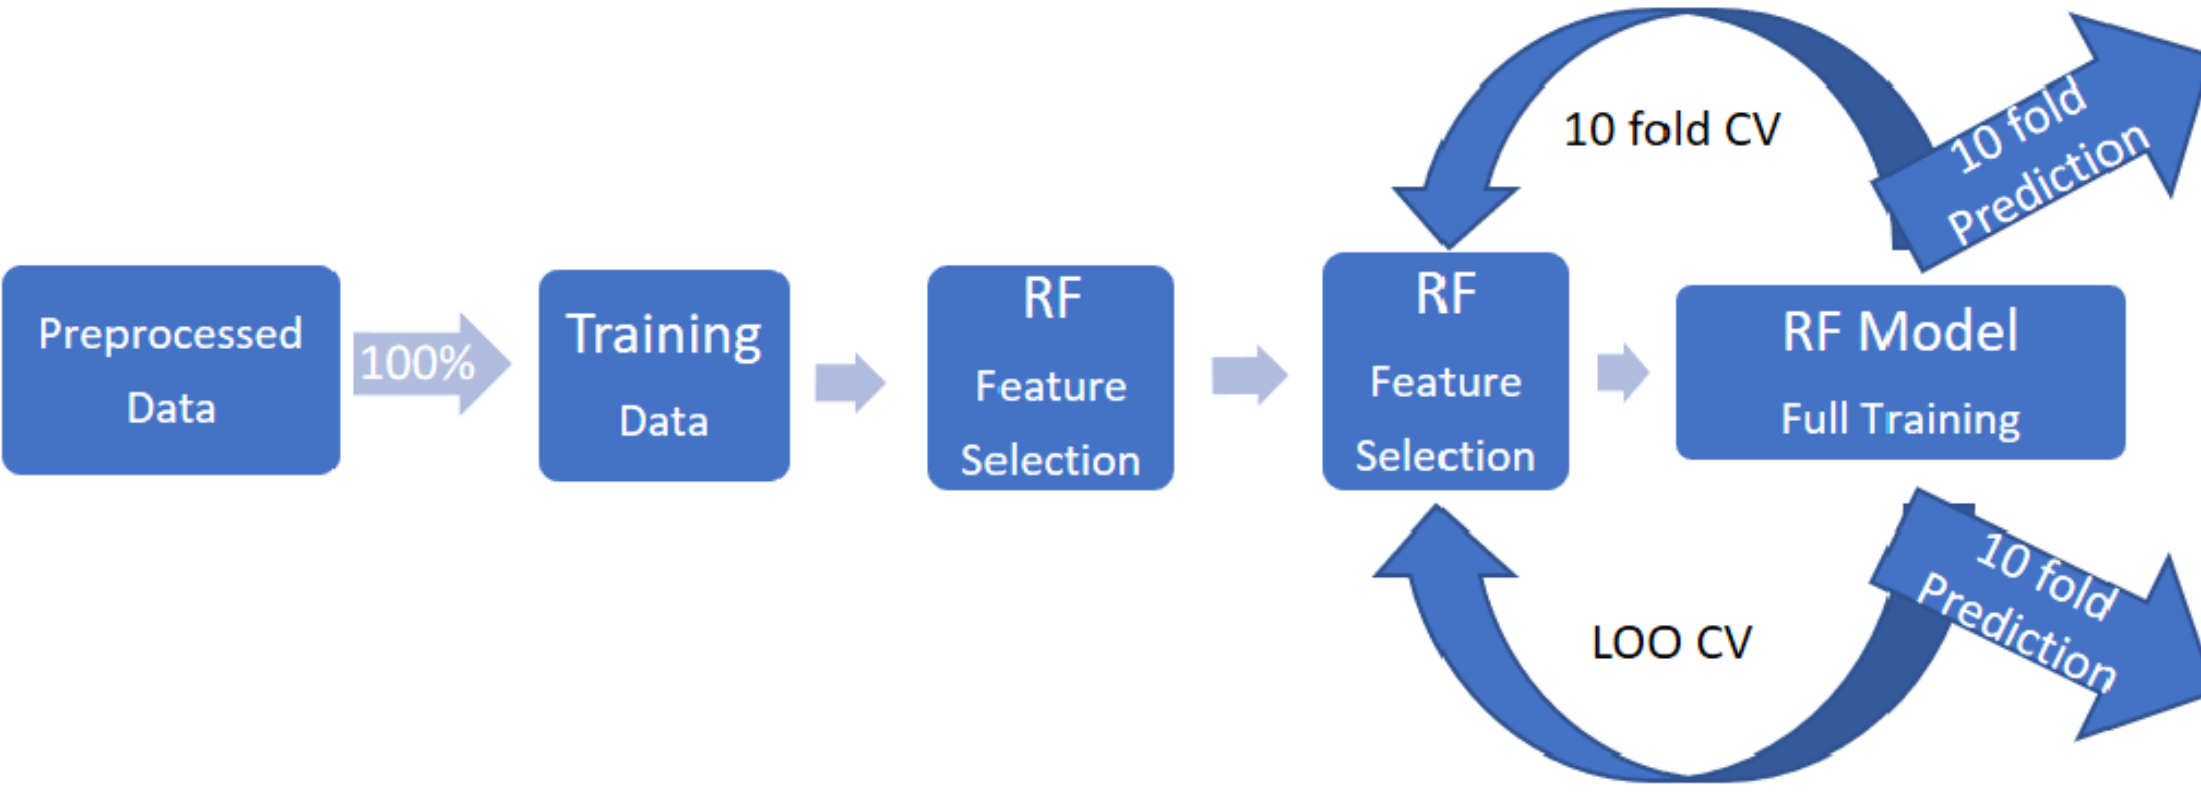 Preprocessed
Data
100%
Training
Data
RF
Feature
Selection
RF
Feature
Selection
RF Model
Full Training
10 fold CV
10 fold
Prediction
LOO CV
10 fold
Prediction